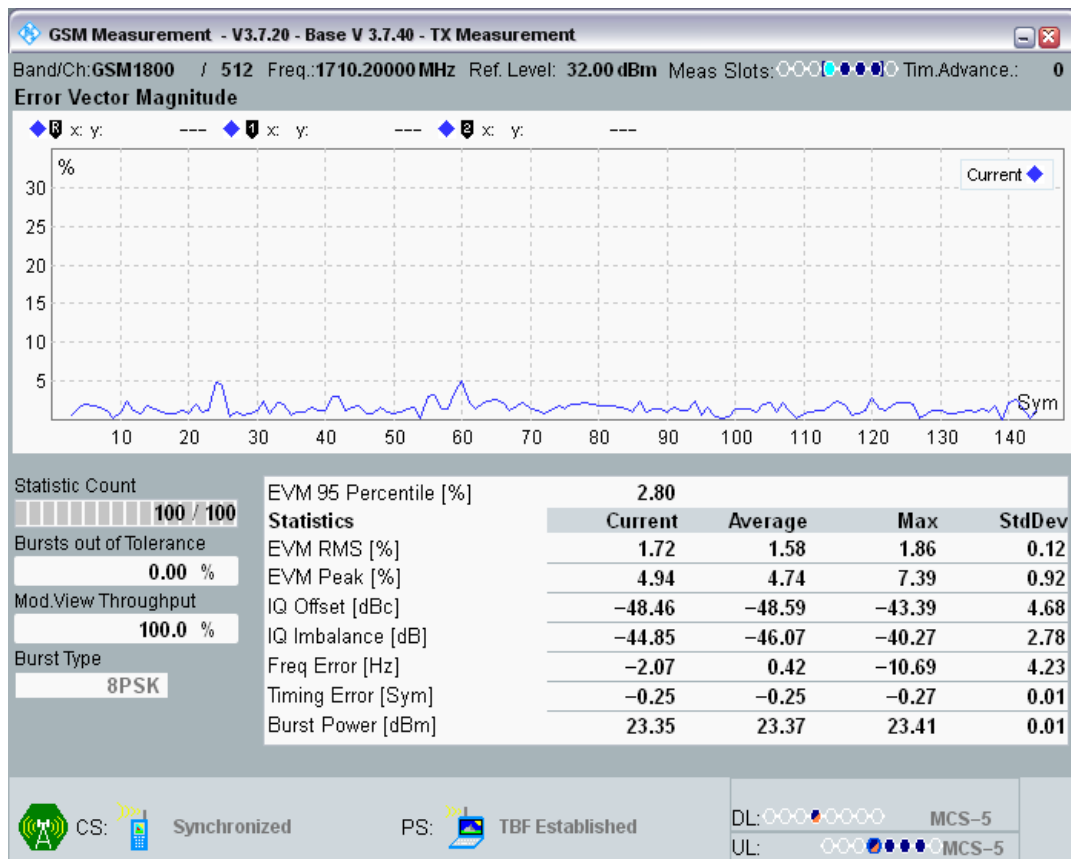 GSM Measurement - V3.7.20 - Base V 3.7.40 - TX Measurement
Band/Ch:GSM1800 / 512 Freq.:1710.20000 MHz Ref. Level: 32.00 dBm Meas Slots: Tim.Advance.: 0
Error Vector Magnitude
R x: y: --- 1 x: y: --- 2 x: y: ---
%
Current
30
25
20
15
10
5
Sym
10 20 30 40 50 60 70 80 90 100 110 120 130 140
Statistic Count
100 / 100
Bursts out of Tolerance
0.00 %
Mod.View Throughput
100.0 %
Burst Type
8PSK
EVM 95 Percentile [%] 2.80
Statistics Current Average Max StdDev
EVM RMS [%] 1.72 1.58 1.86 0.12
EVM Peak [%] 4.94 4.74 7.39 0.92
IQ Offset [dBc] −48.46 −48.59 −43.39 4.68
IQ Imbalance [dB] −44.85 −46.07 −40.27 2.78
Freq Error [Hz] −2.07 0.42 −10.69 4.23
Timing Error [Sym] −0.25 −0.25 −0.27 0.01
Burst Power [dBm] 23.35 23.37 23.41 0.01
CS: Synchronized PS: TBF Established
DL: MCS−5
UL: MCS−5